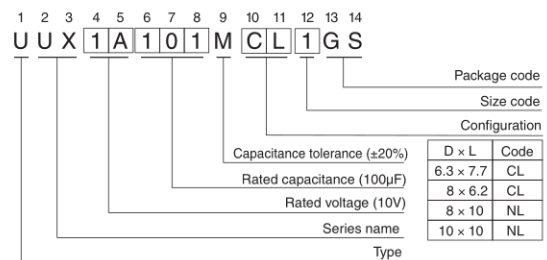 1 2 3 4 5 6 7 8 9 10 11 12 13 14
U U X 1 A 1 0 1 M C L 1 G S
Package code
Size code
Configuration
Capacitance tolerance (±20%)
Rated capacitance (100μF)
Rated voltage (10V)
Series name
Type
D × L Code
6.3 × 7.7 CL
8 × 6.2 CL
8 × 10 NL
10 × 10 NL